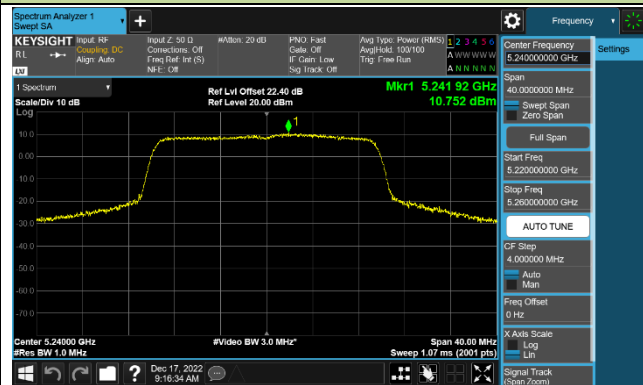 Spectrum Analyzer 1
Swept SA
Frequency
KEYSIGHT
RL
Input: RF
Coupling: DC
Align: Auto
Input Z: 50 Ω
Corrections: Off
Freq Ref: Int (S)
NFE: Off
#Atten: 20 dB
PNO: Fast
Gate: Off
IF Gain: Low
Sig Track: Off
Avg Type: Power (RMS)
Avg|Hold: 100/100
Trig: Free Run
1 2 3 4 5 6
A W W W W W
A N N N N N
1 Spectrum
Scale/Div 10 dB
Log
Ref Lvl Offset 22.40 dB
Ref Level 20.00 dBm
Mkr1 5.241 92 GHz
10.752 dBm
1
10.0
0.00
-10.0
-20.0
-30.0
-40.0
-50.0
-60.0
-70.0
Center 5.24000 GHz
#Res BW 1.0 MHz
#Video BW 3.0 MHz*
Span 40.00 MHz
Sweep 1.07 ms (2001 pts)
Center Frequency
5.240000000 GHz
Settings
Span
40.0000000 MHz
Swept Span
Zero Span
Full Span
Start Freq
5.220000000 GHz
Stop Freq
5.260000000 GHz
AUTO TUNE
CF Step
4.000000 MHz
Auto
Man
Freq Offset
0 Hz
X Axis Scale
Log
Lin
Signal Track
(Span Zoom)
Dec 17, 2022
9:16:34 AM